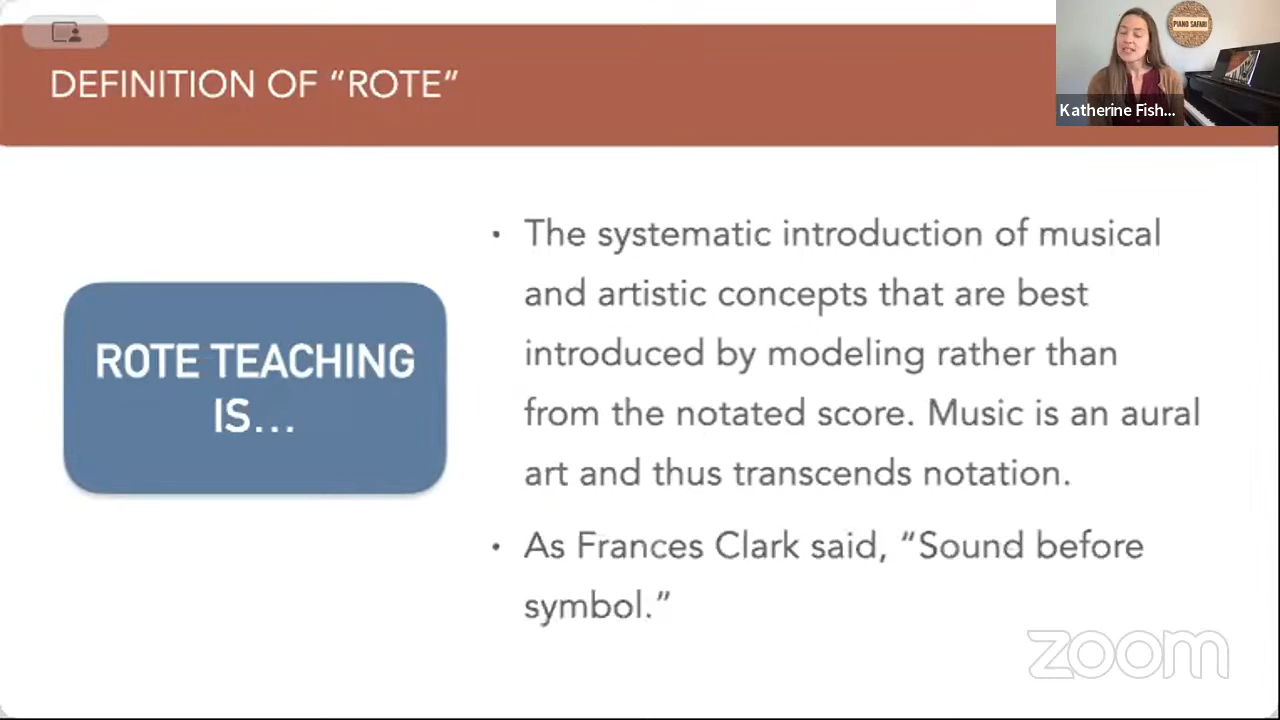 DEFINITION OF “ROTE”
PIANO SAFARI
Katherine Fish...
ROTE TEACHING
IS...
• The systematic introduction of musical
and artistic concepts that are best
introduced by modeling rather than
from the notated score. Music is an aural
art and thus transcends notation.
• As Frances Clark said, “Sound before
symbol.”
zoom